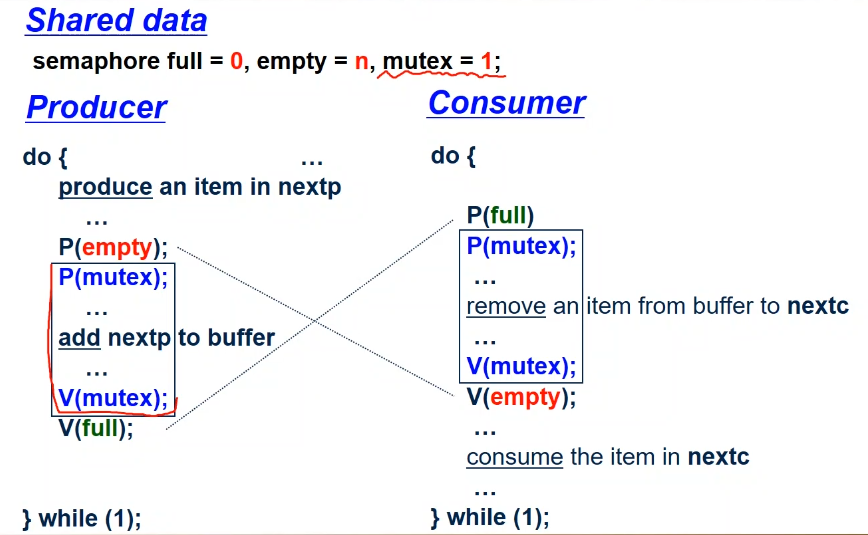 Shared data
semaphore full = 0, empty = n, mutex = 1;
Producer
do {
...
produce an item in nextp
...
P(empty);
P(mutex);
...
add nextp to buffer
...
V(mutex);
V(full);
} while (1);
Consumer
do {
P(full)
P(mutex);
...
remove an item from buffer to nextc
...
V(mutex);
V(empty);
...
consume the item in nextc
...
} while (1);